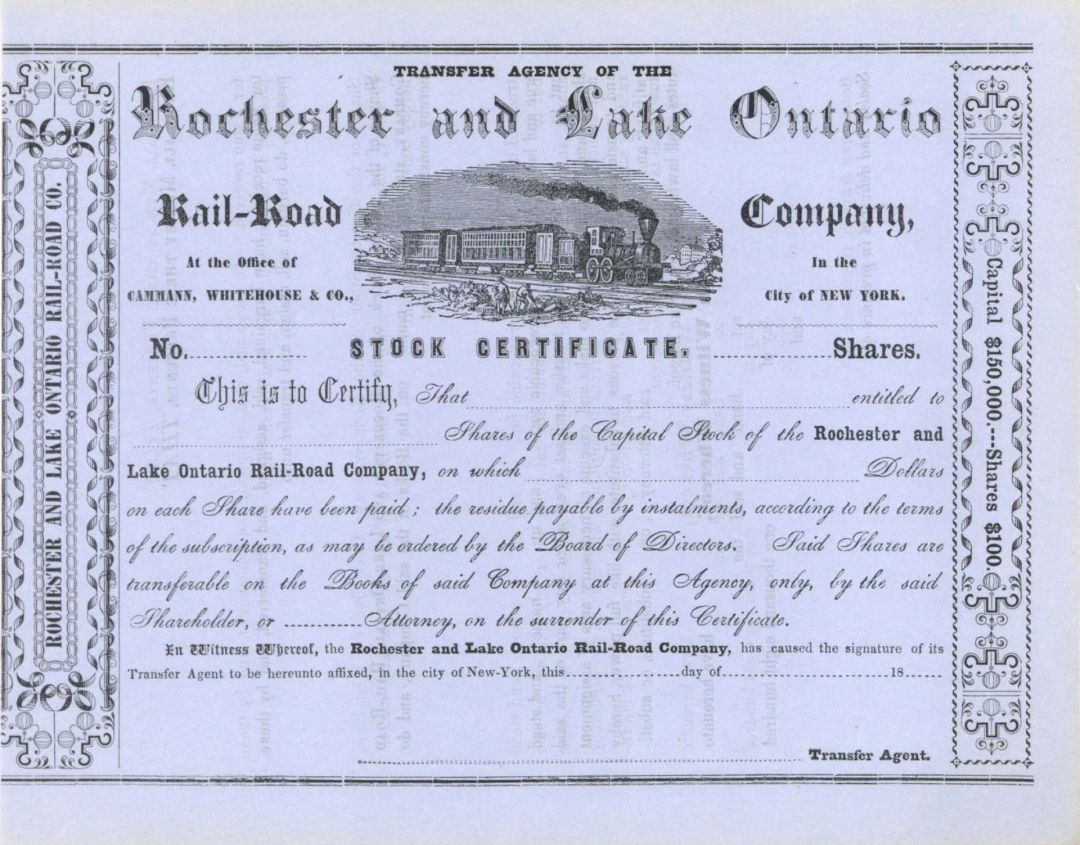 TRANSFER AGENCY OF THE
Rochester and Lake Ontario
Rail-Road Company,
At the Office of
CAMMANN, WHITEHOUSE & CO.,
In the
City of NEW YORK.
No. STOCK CERTIFICATE. Shares.
This is to Certify, That entitled to
Shares of the Capital Stock of the Rochester and
Lake Ontario Rail-Road Company, on which Dollars
on each Share have been paid; the residue payable by instalments, according to the terms
of the subscription, as may be ordered by the Board of Directors. Said Shares are
transferable on the Books of said Company at this Agency, only, by the said
Shareholder, or Attorney, on the surrender of this Certificate.
In Witness Whereof, the Rochester and Lake Ontario Rail-Road Company, has caused the signature of its
Transfer Agent to be hereunto affixed, in the city of New-York, this day of 18
Transfer Agent.
ROCHESTER AND LAKE ONTARIO RAIL-ROAD CO.
Capital $150,000.---Shares $100.